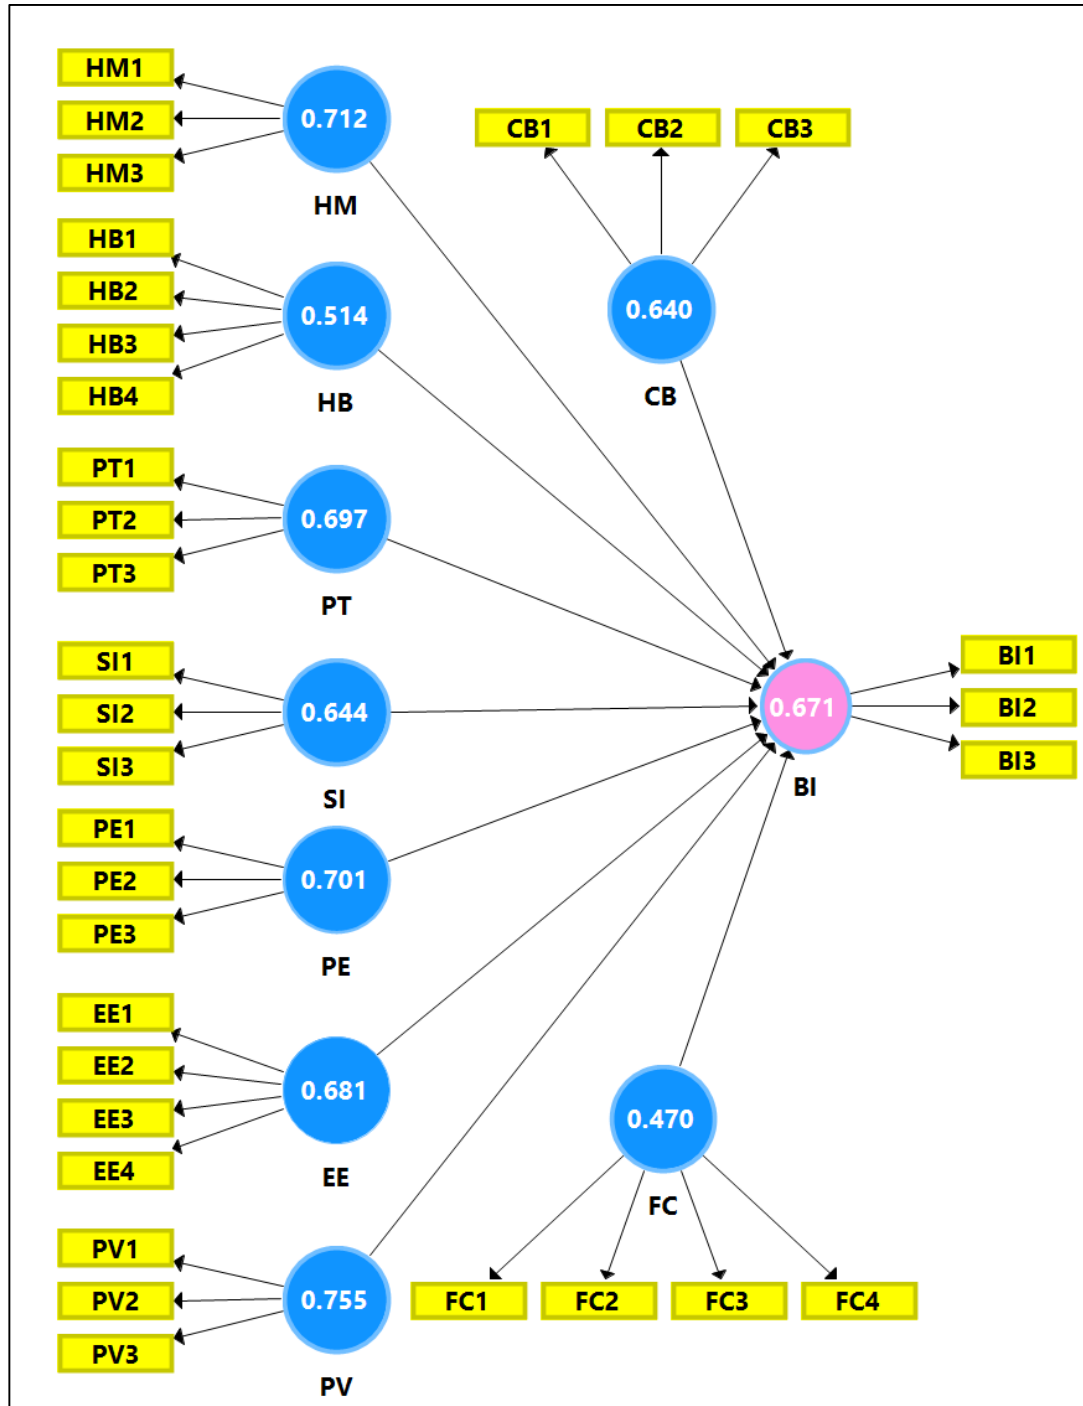 HM1
HM2
HM3
0.712
HM
CB1 CB2 CB3
0.640
CB
HB1
HB2
HB3
HB4
0.514
HB
PT1
PT2
PT3
0.697
PT
SI1
SI2
SI3
0.644
SI
0.671
BI
BI1
BI2
BI3
PE1
PE2
PE3
0.701
PE
EE1
EE2
EE3
EE4
0.681
EE
0.470
FC
FC1 FC2 FC3 FC4
PV1
PV2
PV3
0.755
PV